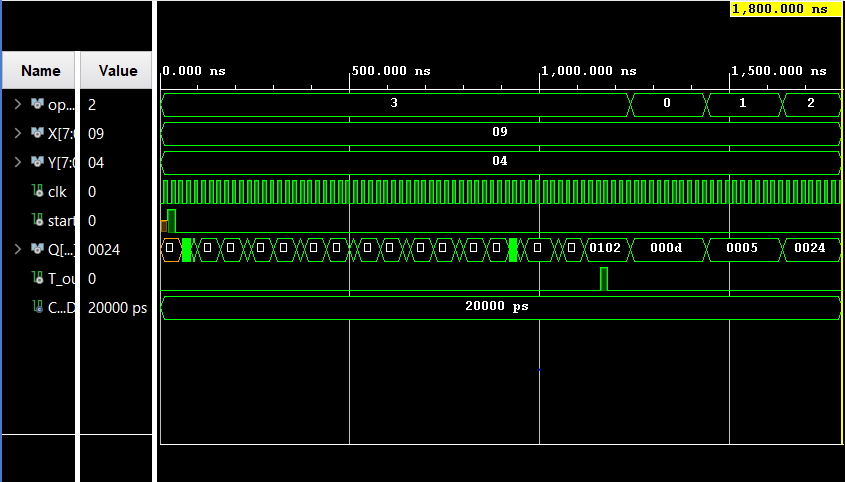 1,800.000 ns
Name Value 0.000 ns 500.000 ns 1,000.000 ns 1,500.000 ns
op... 2 3 0 1 2
X[7:0 09 09
Y[7:0 04 04
clk 0
start 0
Q[...] 0024 0102 000d 0005 0024
T_ou 0
C...D 20000 ps 20000 ps